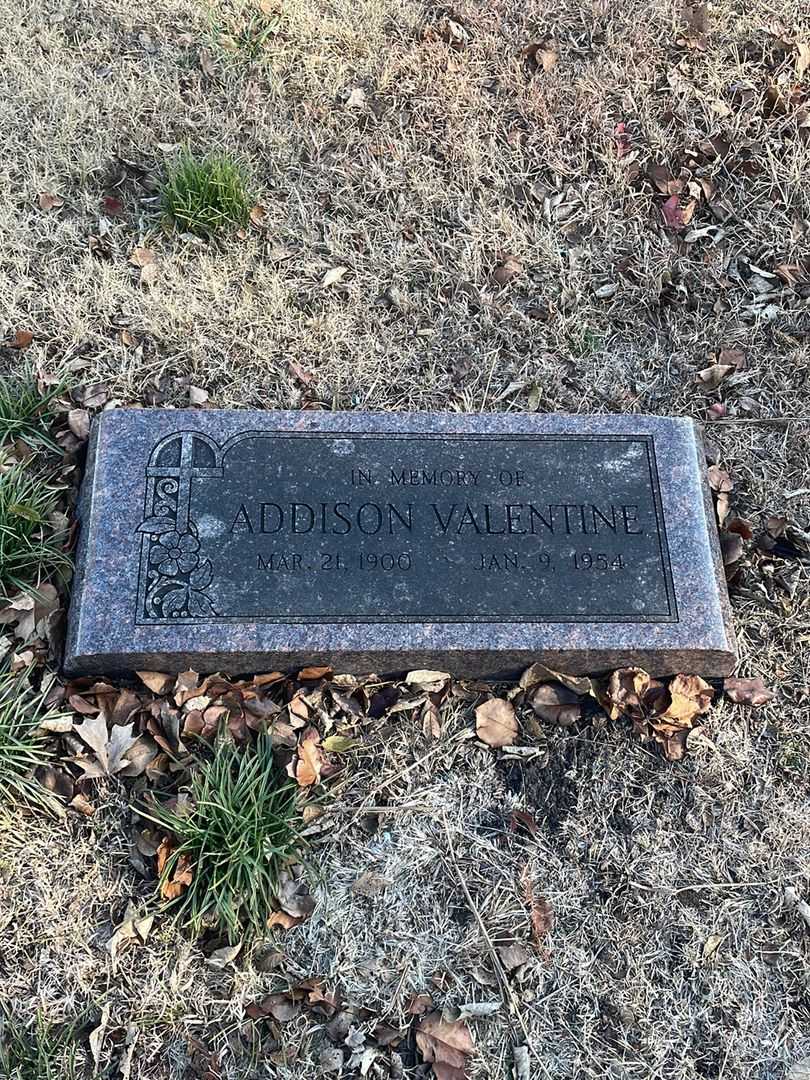 IN MEMORY OF
ADDISON VALENTINE
MAR. 21, 1900 JAN. 9, 1954